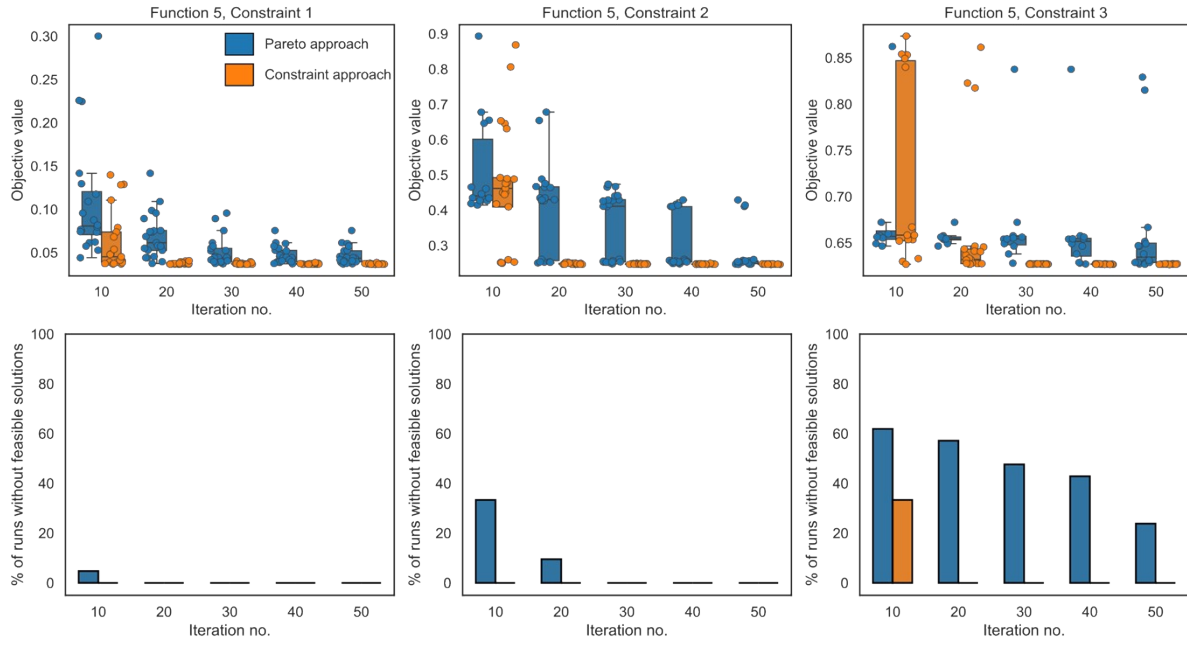 Function 5, Constraint 1
Function 5, Constraint 2
Function 5, Constraint 3
Objective value
0.30
0.25
0.20
0.15
0.10
0.05
Pareto approach
Constraint approach
10 20 30 40 50
Iteration no.
Objective value
0.9
0.8
0.7
0.6
0.5
0.4
0.3
10 20 30 40 50
Iteration no.
Objective value
0.85
0.80
0.75
0.70
0.65
10 20 30 40 50
Iteration no.
% of runs without feasible solutions
100
80
60
40
20
0
10 20 30 40 50
Iteration no.
% of runs without feasible solutions
100
80
60
40
20
0
10 20 30 40 50
Iteration no.
% of runs without feasible solutions
100
80
60
40
20
0
10 20 30 40 50
Iteration no.